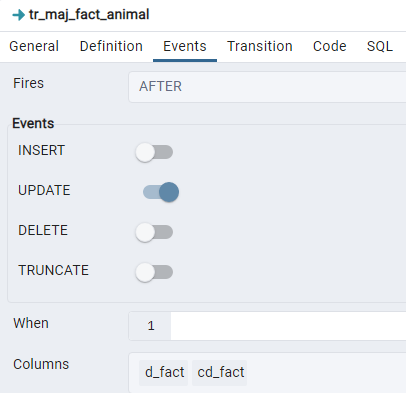 tr_maj_fact_animal
General Definition Events Transition Code SQL
Fires AFTER
Events
INSERT
UPDATE
DELETE
TRUNCATE
When 1
Columns d_fact cd_fact